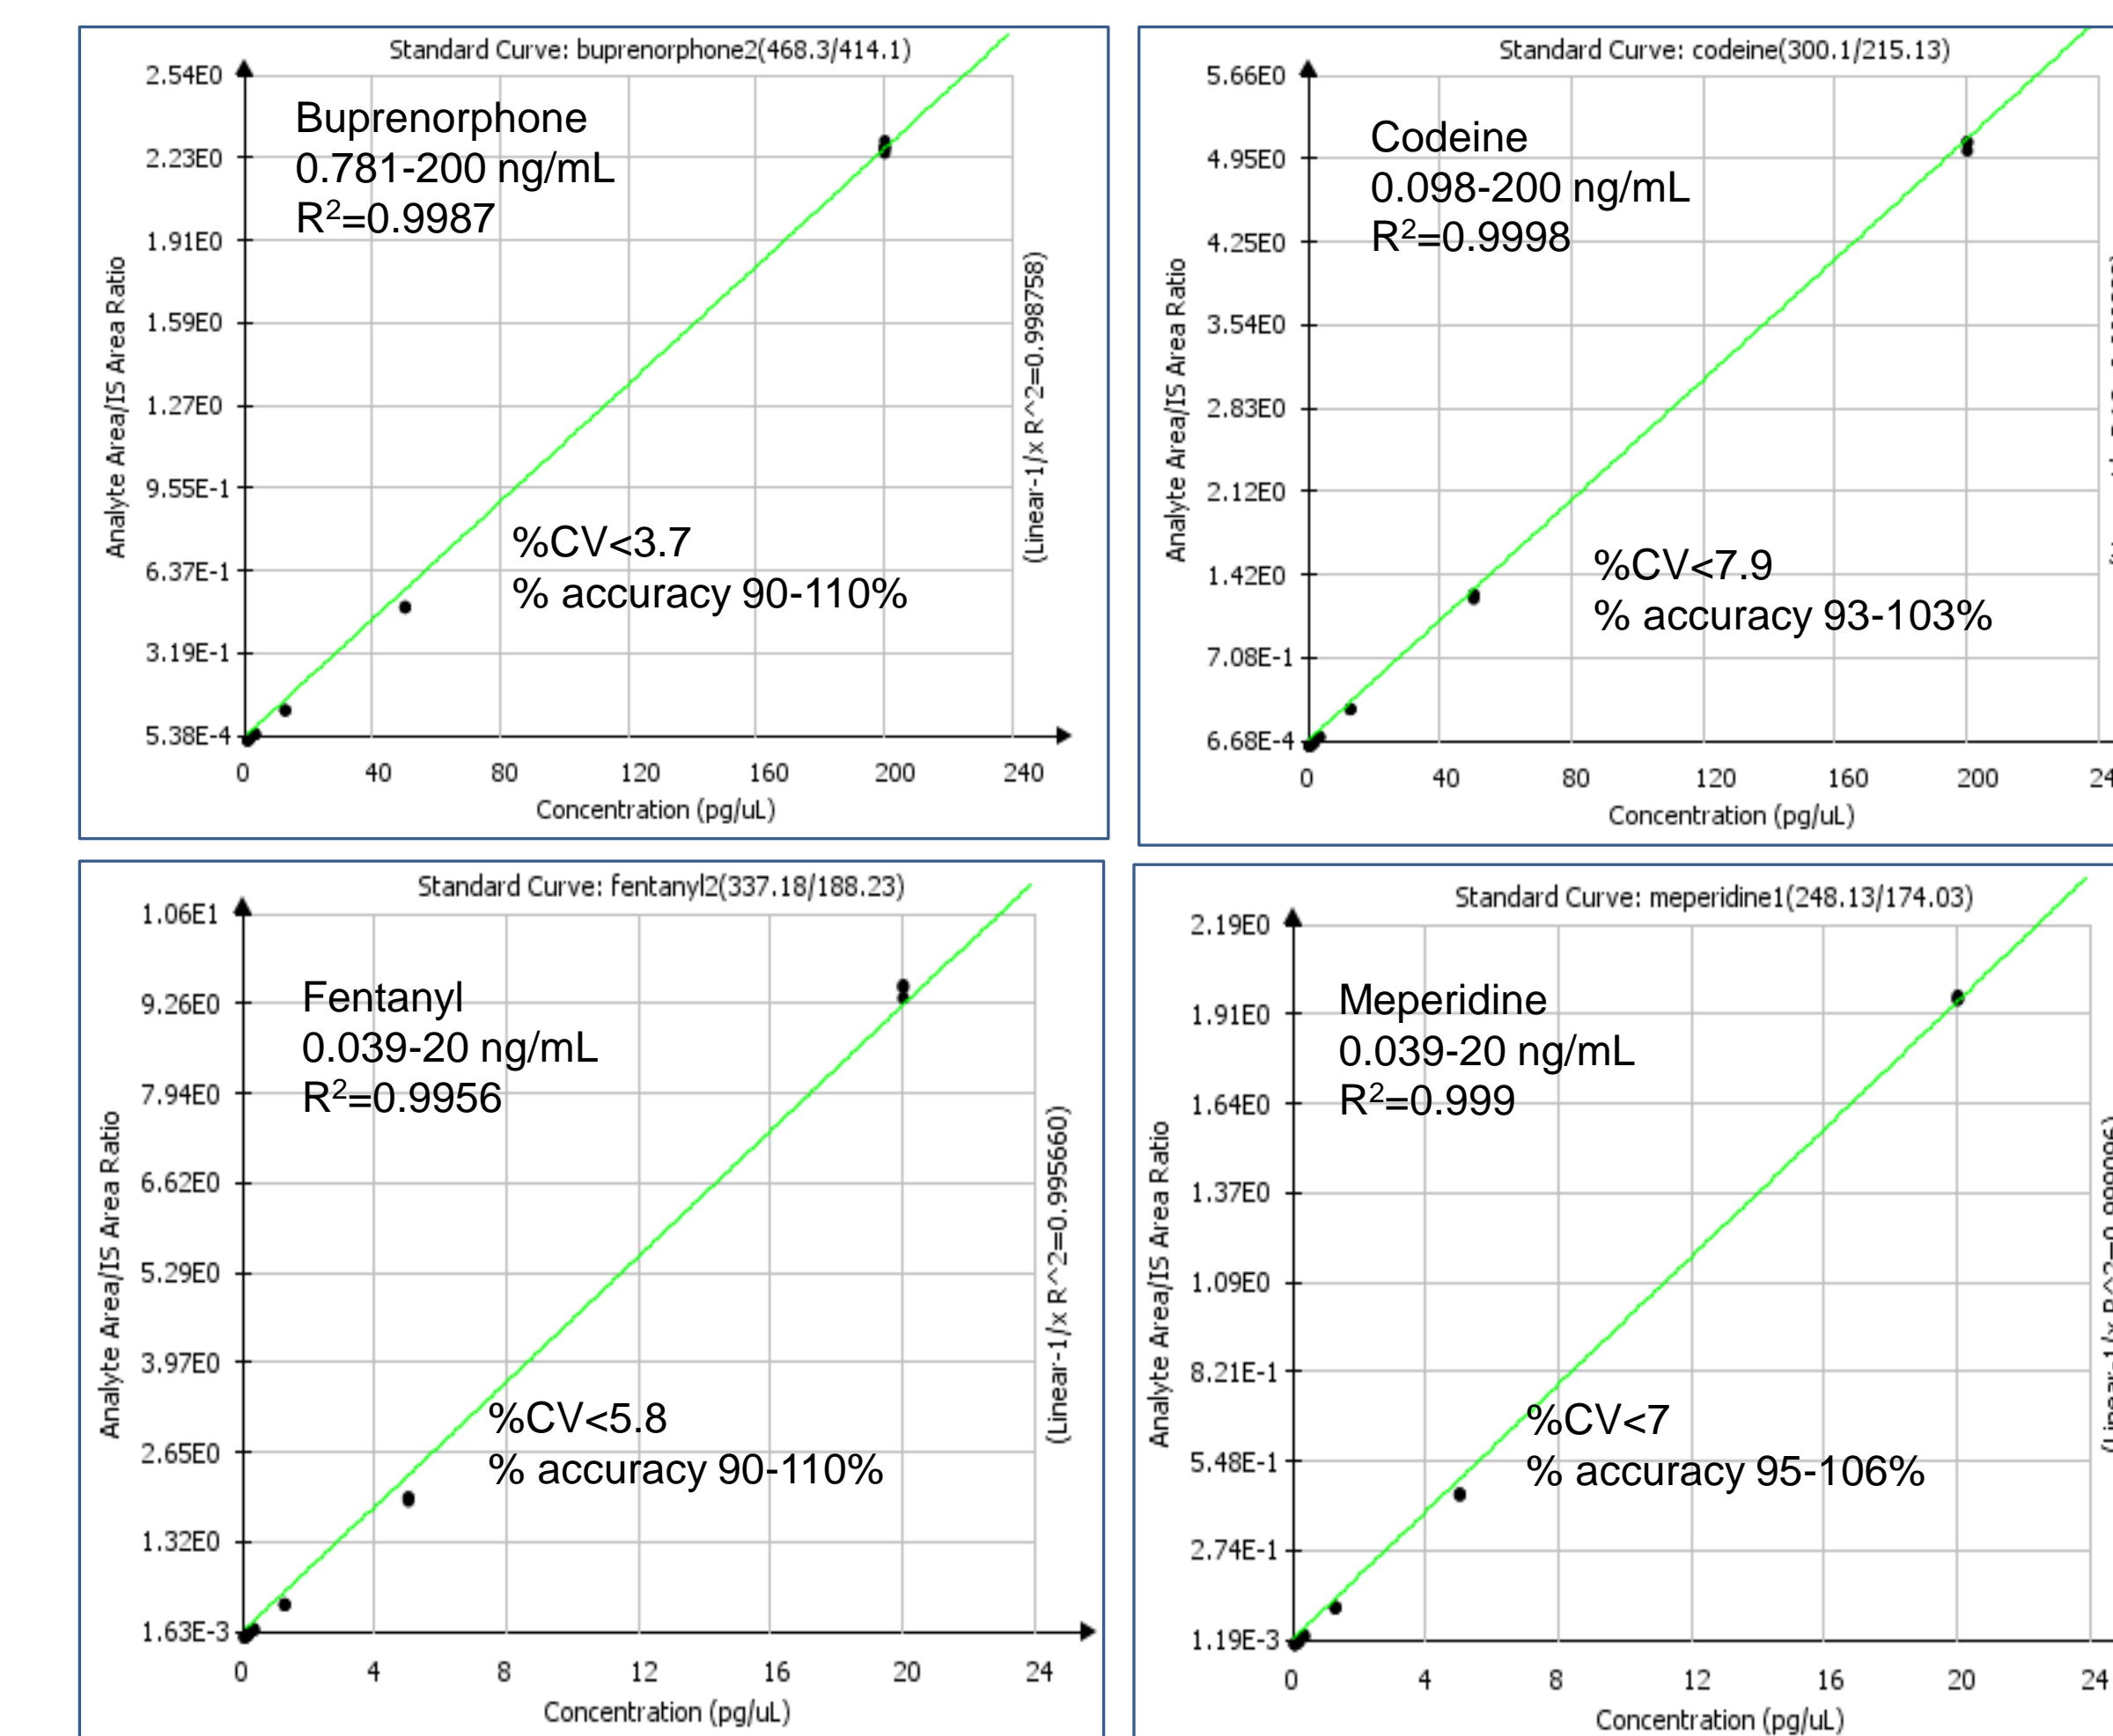 Standard Curve: buprenorphone2(468.3/414.1)
2.54E0
2.23E0
1.91E0
1.59E0
1.27E0
9.55E-1
6.37E-1
3.19E-1
5.38E-4
Analyte Area/IS Area Ratio
Buprenorphone
0.781-200 ng/mL
R²=0.9987
%CV<3.7
% accuracy 90-110%
(Linear-1/x R^2=0.998758)
0 40 80 120 160 200 240
Concentration (pg/uL)
Standard Curve: codeine(300.1/215.13)
5.66E0
4.95E0
4.25E0
3.54E0
2.83E0
2.12E0
1.42E0
7.08E-1
6.68E-4
Analyte Area/IS Area Ratio
Codeine
0.098-200 ng/mL
R²=0.9998
%CV<7.9
% accuracy 93-103%
0 40 80 120 160 200 24
Concentration (pg/uL)
Standard Curve: fentanyl2(337.18/188.23)
1.06E1
9.26E0
7.94E0
6.62E0
5.29E0
3.97E0
2.65E0
1.32E0
1.63E-3
Analyte Area/IS Area Ratio
Fentanyl
0.039-20 ng/mL
R²=0.9956
%CV<5.8
% accuracy 90-110%
(Linear-1/x R^2=0.995660)
0 4 8 12 16 20 24
Concentration (pg/uL)
Standard Curve: meperidine1(248.13/174.03)
2.19E0
1.91E0
1.64E0
1.37E0
1.09E0
8.21E-1
5.48E-1
2.74E-1
1.19E-3
Analyte Area/IS Area Ratio
Meperidine
0.039-20 ng/mL
R²=0.999
%CV<7
% accuracy 95-106%
(Linear-1/x R^2=0.999096)
0 4 8 12 16 20 24
Concentration (pg/uL)